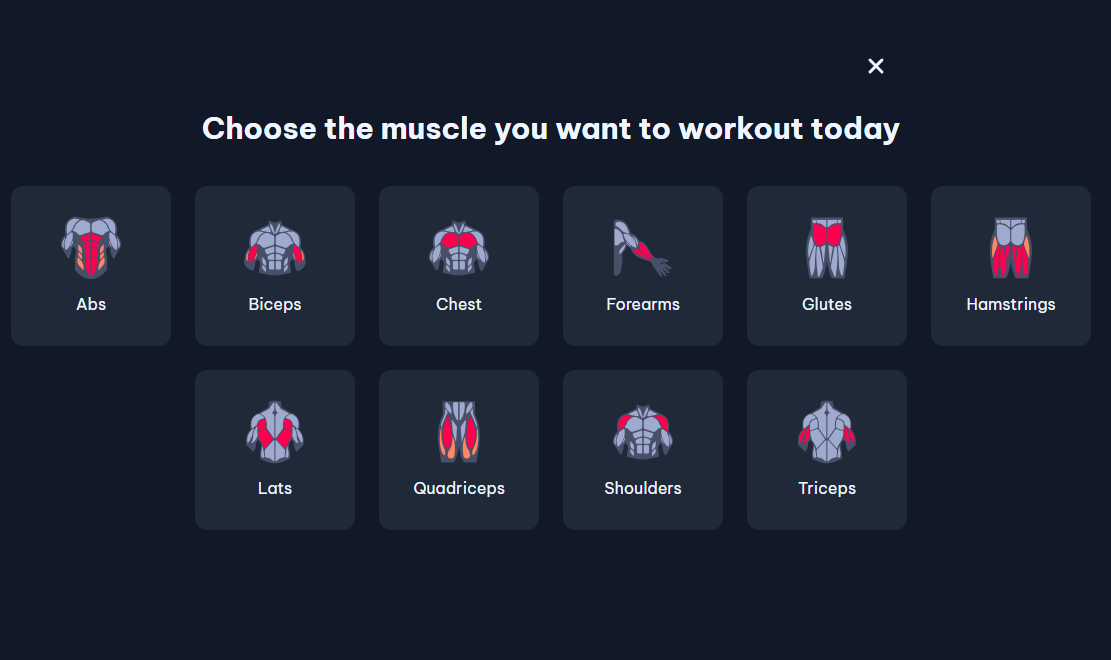 Choose the muscle you want to workout today
Abs
Biceps
Chest
Forearms
Glutes
Hamstrings
Lats
Quadriceps
Shoulders
Triceps